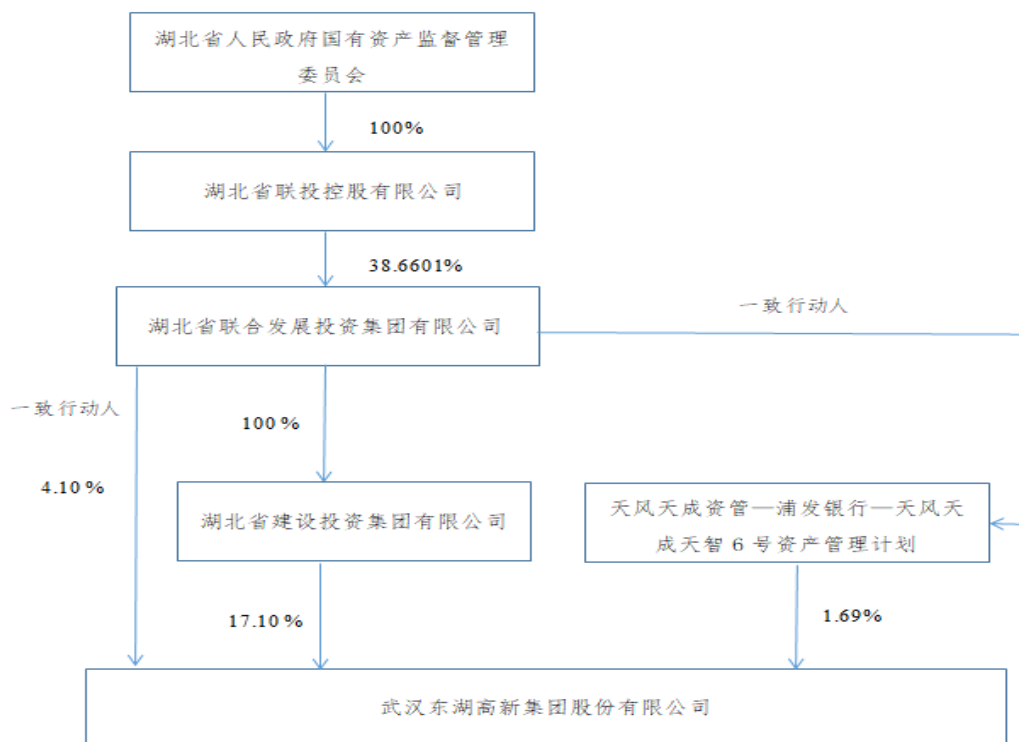 湖北省人民政府国有资产监督管理
委员会
100%
湖北省联投控股有限公司
38.6601%
湖北省联合发展投资集团有限公司
一致行动人
一致行动人
100 %
4.10 %
湖北省建设投资集团有限公司
天风天成资管—浦发银行—天风天
成天智 6 号资产管理计划
17.10 %
1.69%
武汉东湖高新集团股份有限公司